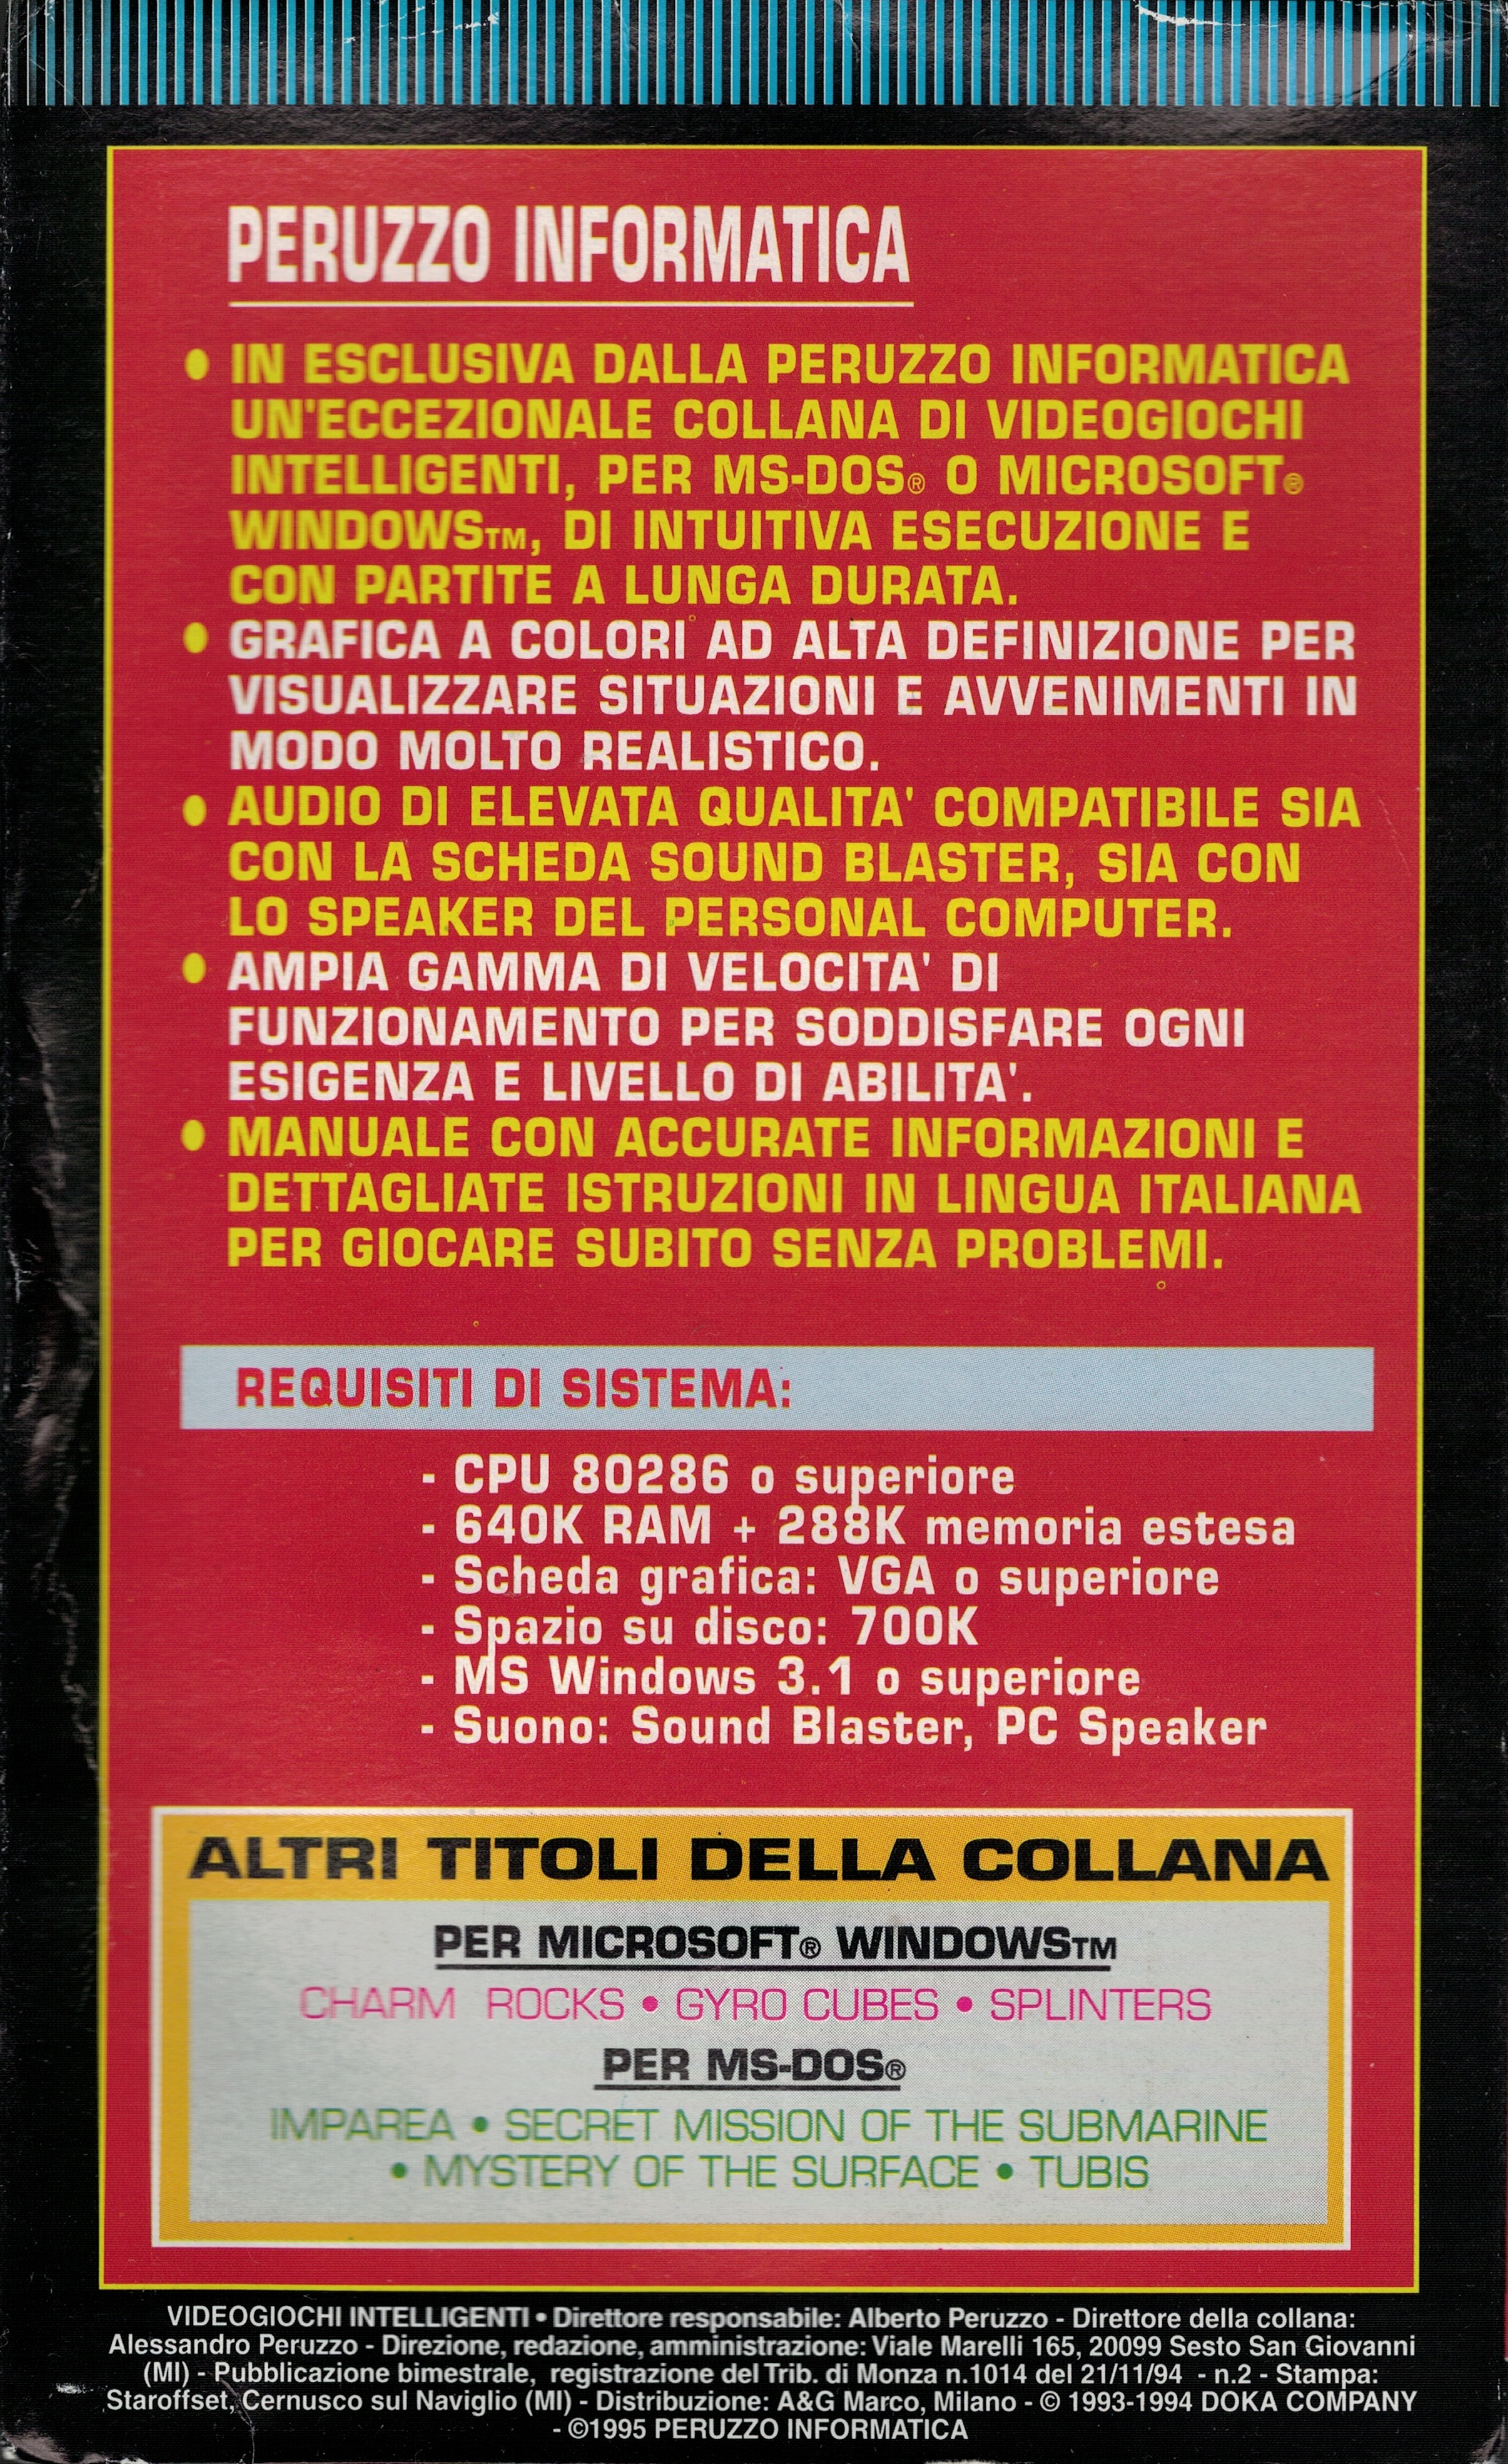 PERUZZO INFORMATICA
• IN ESCLUSIVA DALLA PERUZZO INFORMATICA
UN'ECCEZIONALE COLLANA DI VIDEOGIOCHI
INTELLIGENTI, PER MS-DOS® O MICROSOFT®
WINDOWS™, DI INTUITIVA ESECUZIONE E
CON PARTITE A LUNGA DURATA.
• GRAFICA A COLORI AD ALTA DEFINIZIONE PER
VISUALIZZARE SITUAZIONI E AVVENIMENTI IN
MODO MOLTO REALISTICO.
• AUDIO DI ELEVATA QUALITA' COMPATIBILE SIA
CON LA SCHEDA SOUND BLASTER, SIA CON
LO SPEAKER DEL PERSONAL COMPUTER.
• AMPIA GAMMA DI VELOCITA' DI
FUNZIONAMENTO PER SODDISFARE OGNI
ESIGENZA E LIVELLO DI ABILITA'.
• MANUALE CON ACCURATE INFORMAZIONI E
DETTAGLIATE ISTRUZIONI IN LINGUA ITALIANA
PER GIOCARE SUBITO SENZA PROBLEMI.
REQUISITI DI SISTEMA:
- CPU 80286 o superiore
- 640K RAM + 288K memoria estesa
- Scheda grafica: VGA o superiore
- Spazio su disco: 700K
- MS Windows 3.1 o superiore
- Suono: Sound Blaster, PC Speaker
ALTRI TITOLI DELLA COLLANA
PER MICROSOFT® WINDOWS™
CHARM ROCKS • GYRO CUBES • SPLINTERS
PER MS-DOS®
IMPAREA • SECRET MISSION OF THE SUBMARINE
• MYSTERY OF THE SURFACE • TUBIS
VIDEOGIOCHI INTELLIGENTI • Direttore responsabile: Alberto Peruzzo - Direttore della collana:
Alessandro Peruzzo - Direzione, redazione, amministrazione: Viale Marelli 165, 20099 Sesto San Giovanni
(MI) - Pubblicazione bimestrale, registrazione del Trib. di Monza n.1014 del 21/11/94 - n.2 - Stampa:
Staroffset, Cernusco sul Naviglio (MI) - Distribuzione: A&G Marco, Milano - © 1993-1994 DOKA COMPANY
- ©1995 PERUZZO INFORMATICA